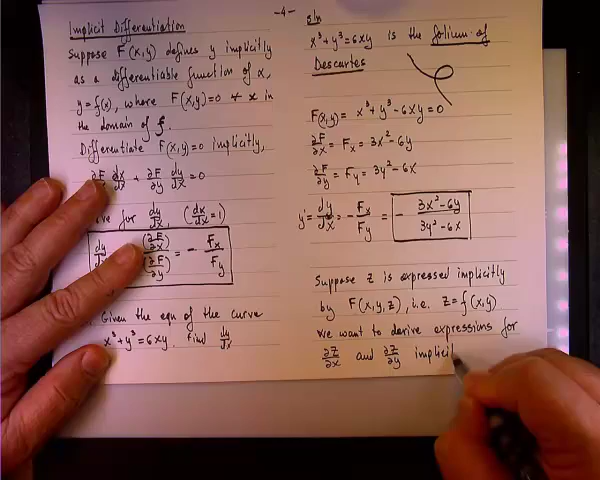 -4-
Implicit Differentiation
Suppose F(x,y) defines y implicitly
as a differentiable function of x,
y=f(x), where F(x,y)=0 ∀ x in
the domain of f.
Differentiate F(x,y)=0 implicitly,
∂F/∂x dx/dx + ∂F/∂y dy/dx = 0
for dy/dx, (dx/dx=1)
dy (∂F/∂x)/(∂F/∂y) = - Fx/Fy
Given the eqn of the curve
x³+y³=6xy. find dy/dx
sln
x³+y³=6xy is the folium of
Descartes
F(x,y) = x³+y³-6xy=0
∂F/∂x = Fx = 3x²-6y
∂F/∂y = Fy = 3y²-6x
y' = dy/dx = - Fx/Fy = - (3x²-6y)/(3y²-6x)
Suppose z is expressed implicitly
by F(x,y,z), i.e. z=f(x,y)
We want to derive expressions for
∂z/∂x and ∂z/∂y implicit